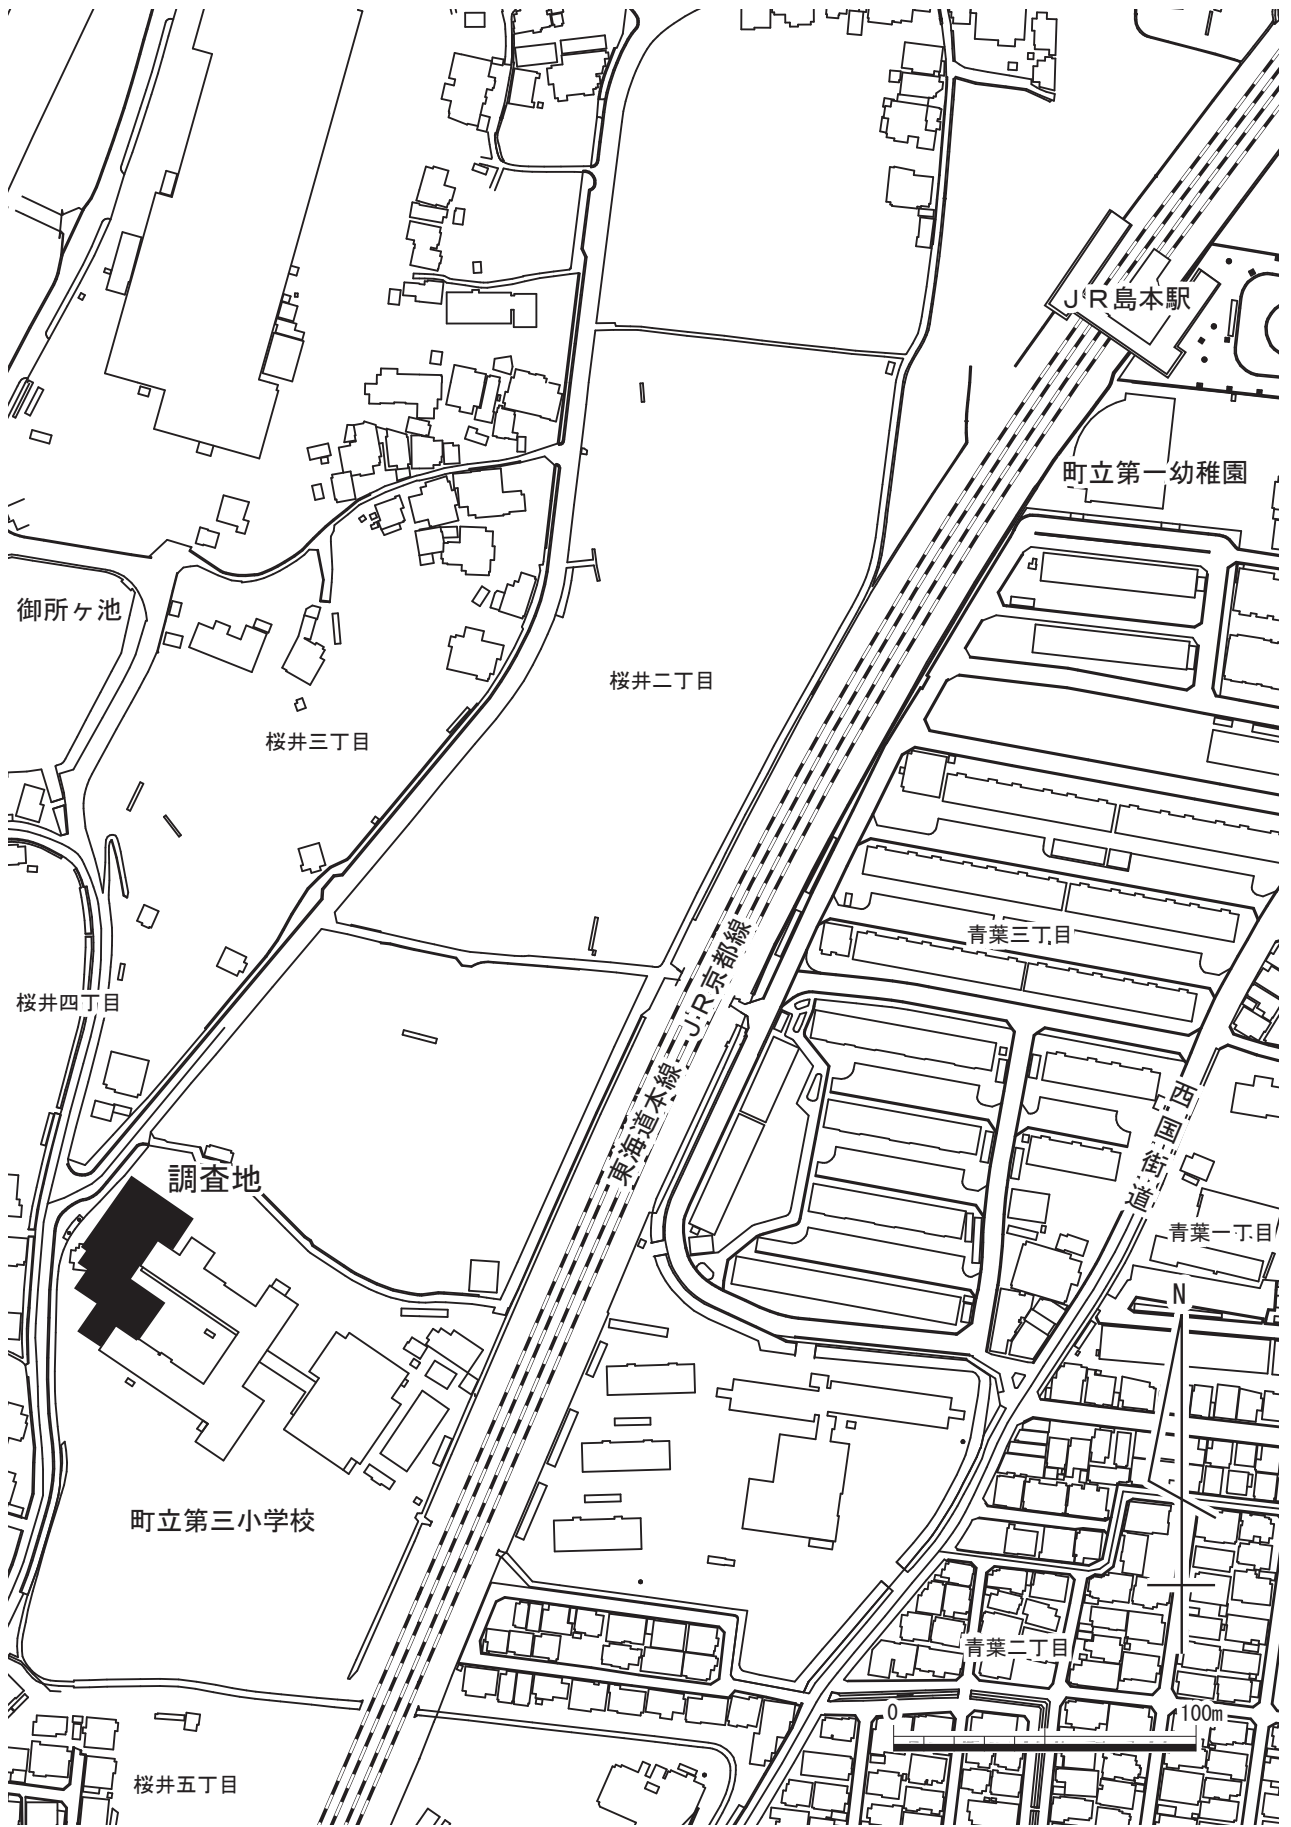 JR島本駅
町立第一幼稚園
御所ヶ池
桜井二丁目
桜井三丁目
青葉三丁目
桜井四丁目
東海道本線 JR京都線
西国街道
調査地
青葉一丁目
N
町立第三小学校
青葉二丁目
0 100m
桜井五丁目